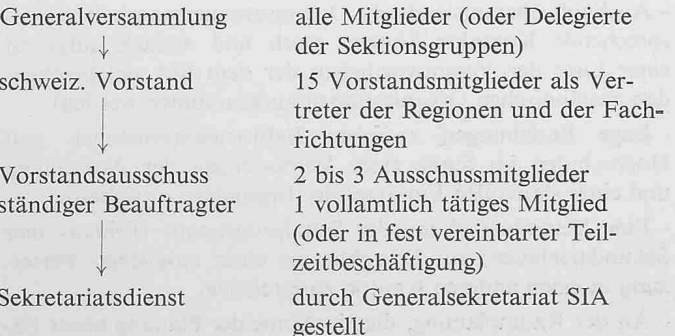 Generalversammlung alle Mitglieder (oder Delegierte
↓ der Sektionsgruppen)
schweiz. Vorstand 15 Vorstandsmitglieder als Ver-
treter der Regionen und der Fach-
↓ richtungen
Vorstandsausschuss 2 bis 3 Ausschussmitglieder
ständiger Beauftragter 1 vollamtlich tätiges Mitglied
(oder in fest vereinbarter Teil-
↓ zeitbeschäftigung)
Sekretariatsdienst durch Generalsekretariat SIA
gestellt